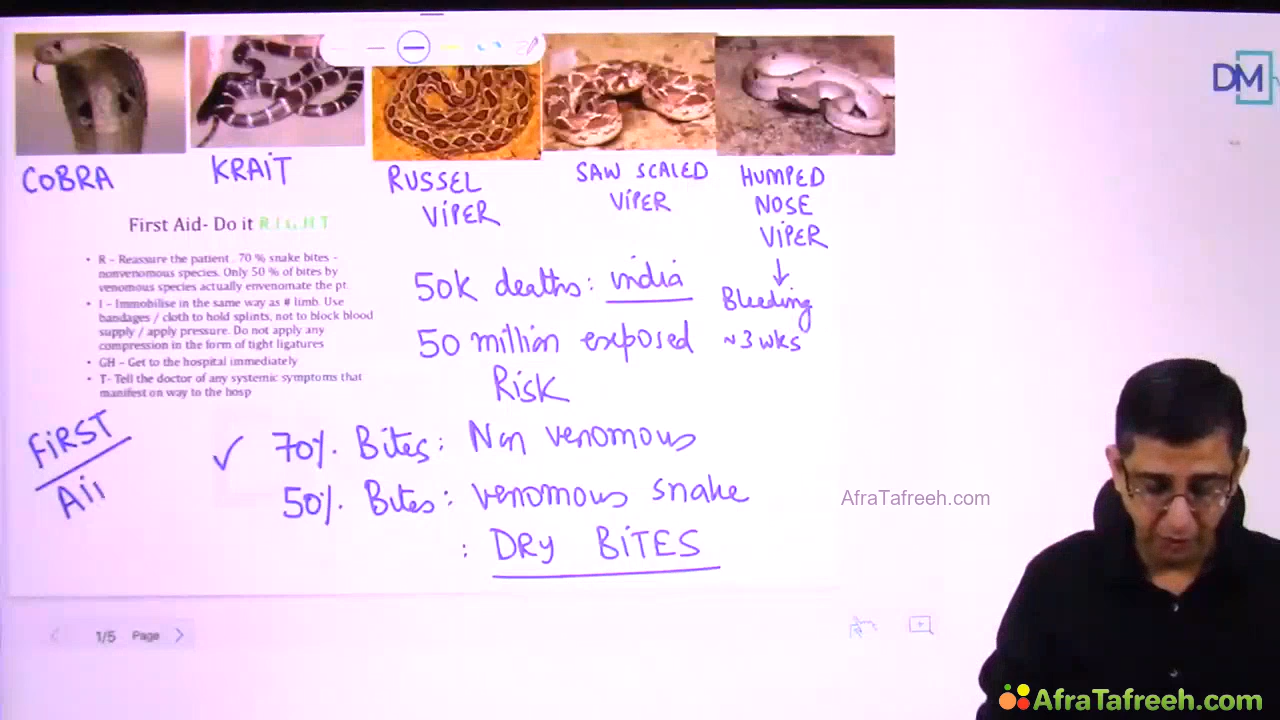 DM
COBRA
KRAiT
RUSSEL
ViPER
SAW SCALED
ViPER
HUMPED
NOSE
ViPER
Bleeding
~3 wks
First Aid- Do it R I G H T
• R – Reassure the patient . 70 % snake bites -
nonvenomous species. Only 50 % of bites by
venomous species actually envenomate the pt
• I – Immobilise in the same way as # limb. Use
bandages / cloth to hold splints, not to block blood
supply / apply pressure. Do not apply any
compression in the form of tight ligatures
• GH – Get to the hospital immediately
• T- Tell the doctor of any systemic symptoms that
manifest on way to the hosp
50K deaths: india
50 million exposed
Risk
FiRST
Aii
✓ 70%. Bites: Non venomous
50%. Bites: venomous snake
: DRy BiTES
AfraTafreeh.com
1/5 Page
AfraTafreeh.com